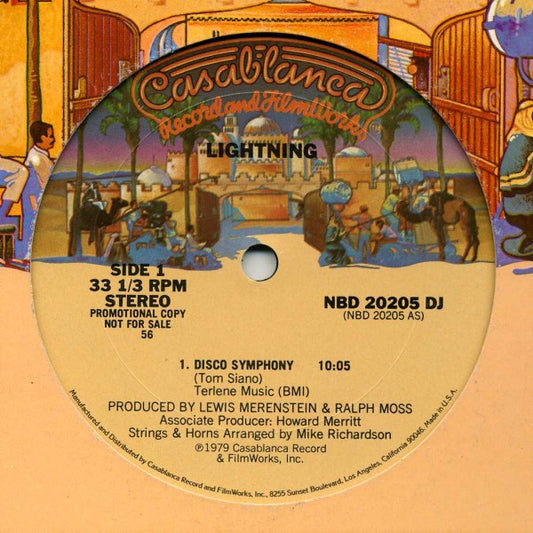 Casablanca
Record and FilmWorks
LIGHTNING
SIDE 1
33 1/3 RPM
STEREO
PROMOTIONAL COPY
NOT FOR SALE
56
NBD 20205 DJ
(NBD 20205 AS)
1. DISCO SYMPHONY 10:05
(Tom Siano)
Terlene Music (BMI)
PRODUCED BY LEWIS MERENSTEIN & RALPH MOSS
Associate Producer: Howard Merritt
Strings & Horns Arranged by Mike Richardson
℗1979 Casablanca Record
& FilmWorks, Inc.
Manufactured and Distributed by Casablanca Record and FilmWorks, Inc., 8255 Sunset Boulevard, Los Angeles, California 90046. Made in U.S.A.